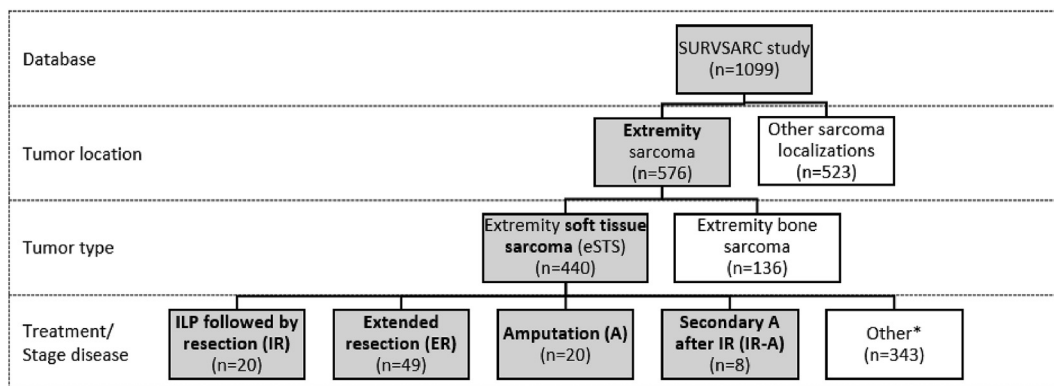 Database
SURVSARC study
(n=1099)
Tumor location
Extremity
sarcoma
(n=576)
Other sarcoma
localizations
(n=523)
Tumor type
Extremity soft tissue
sarcoma (eSTS)
(n=440)
Extremity bone
sarcoma
(n=136)
Treatment/
Stage disease
ILP followed by
resection (IR)
(n=20)
Extended
resection (ER)
(n=49)
Amputation (A)
(n=20)
Secondary A
after IR (IR-A)
(n=8)
Other*
(n=343)